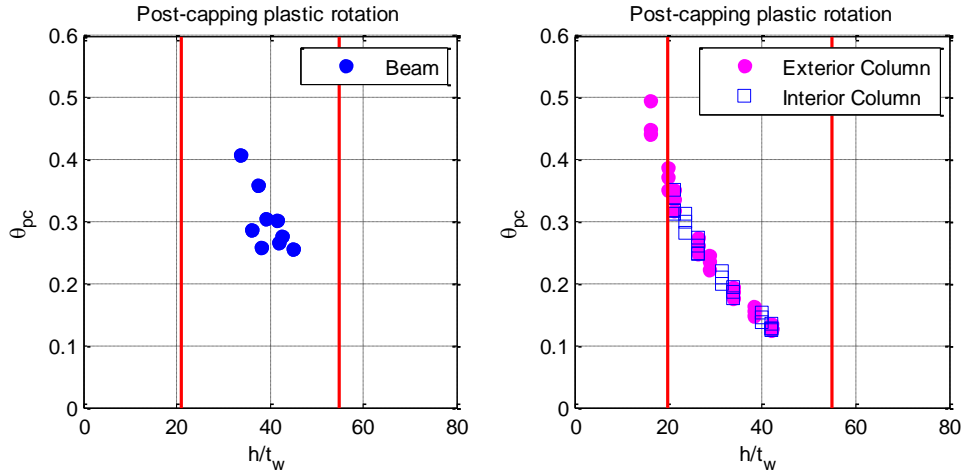 Post-capping plastic rotation
0.6
0.5
0.4
0.3
0.2
0.1
0
θpc
Beam
0 20 40 60 80
h/tw
Post-capping plastic rotation
0.6
0.5
0.4
0.3
0.2
0.1
0
θpc
Exterior Column
Interior Column
0 20 40 60 80
h/tw